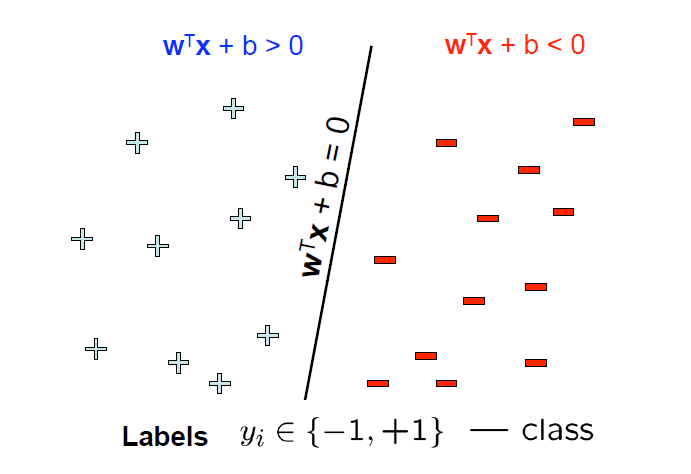 wᵀx + b > 0
wᵀx + b < 0
wᵀx + b = 0
Labels yᵢ ∈ {−1, +1} — class